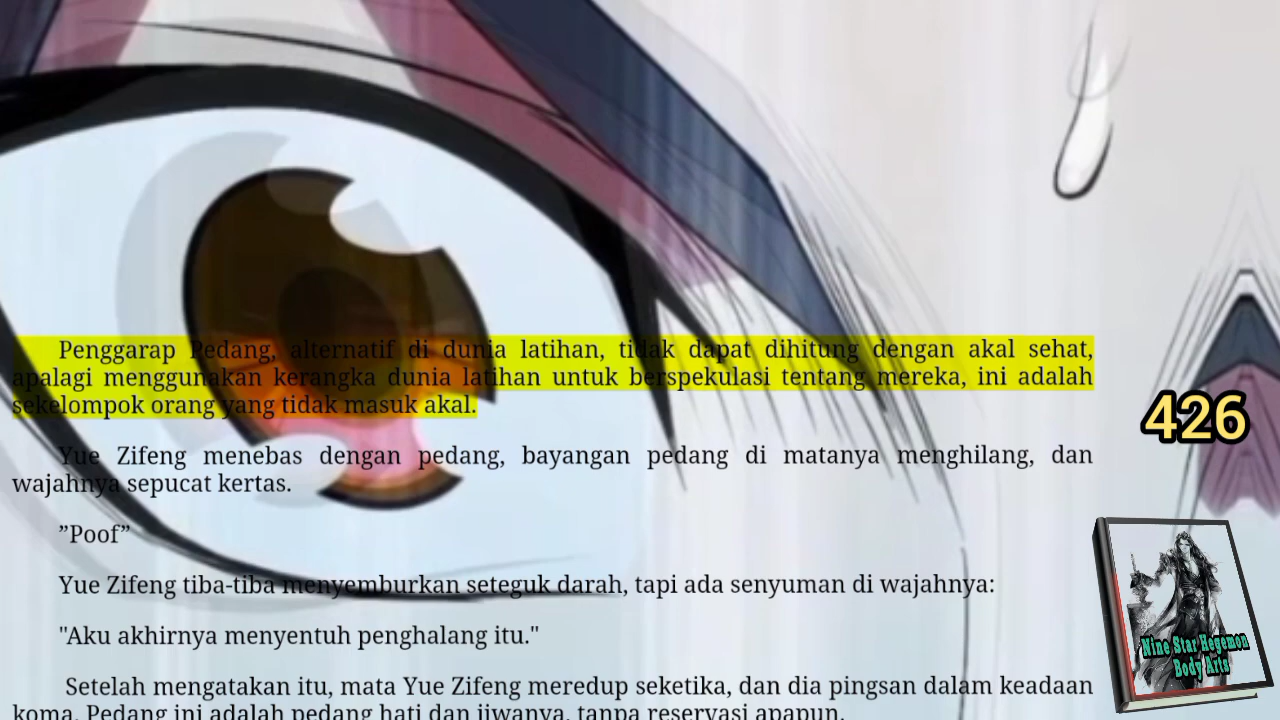 Penggarap Pedang, alternatif di dunia latihan, tidak dapat dihitung dengan akal sehat,
apalagi menggunakan kerangka dunia latihan untuk berspekulasi tentang mereka, ini adalah
sekelompok orang yang tidak masuk akal.
Yue Zifeng menebas dengan pedang, bayangan pedang di matanya menghilang, dan
wajahnya sepucat kertas.
”Poof”
Yue Zifeng tiba-tiba menyemburkan seteguk darah, tapi ada senyuman di wajahnya:
"Aku akhirnya menyentuh penghalang itu."
Setelah mengatakan itu, mata Yue Zifeng meredup seketika, dan dia pingsan dalam keadaan
koma. Pedang ini adalah pedang hati dan jiwanya, tanpa reservasi apapun.
426
Nine Star Hegemon
Body Arts